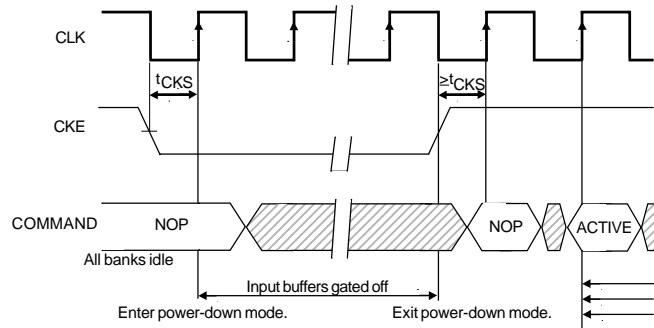 CLK
tCKS
≥tCKS
CKE
COMMAND
NOP
NOP
ACTIVE
All banks idle
Input buffers gated off
Enter power-down mode.
Exit power-down mode.